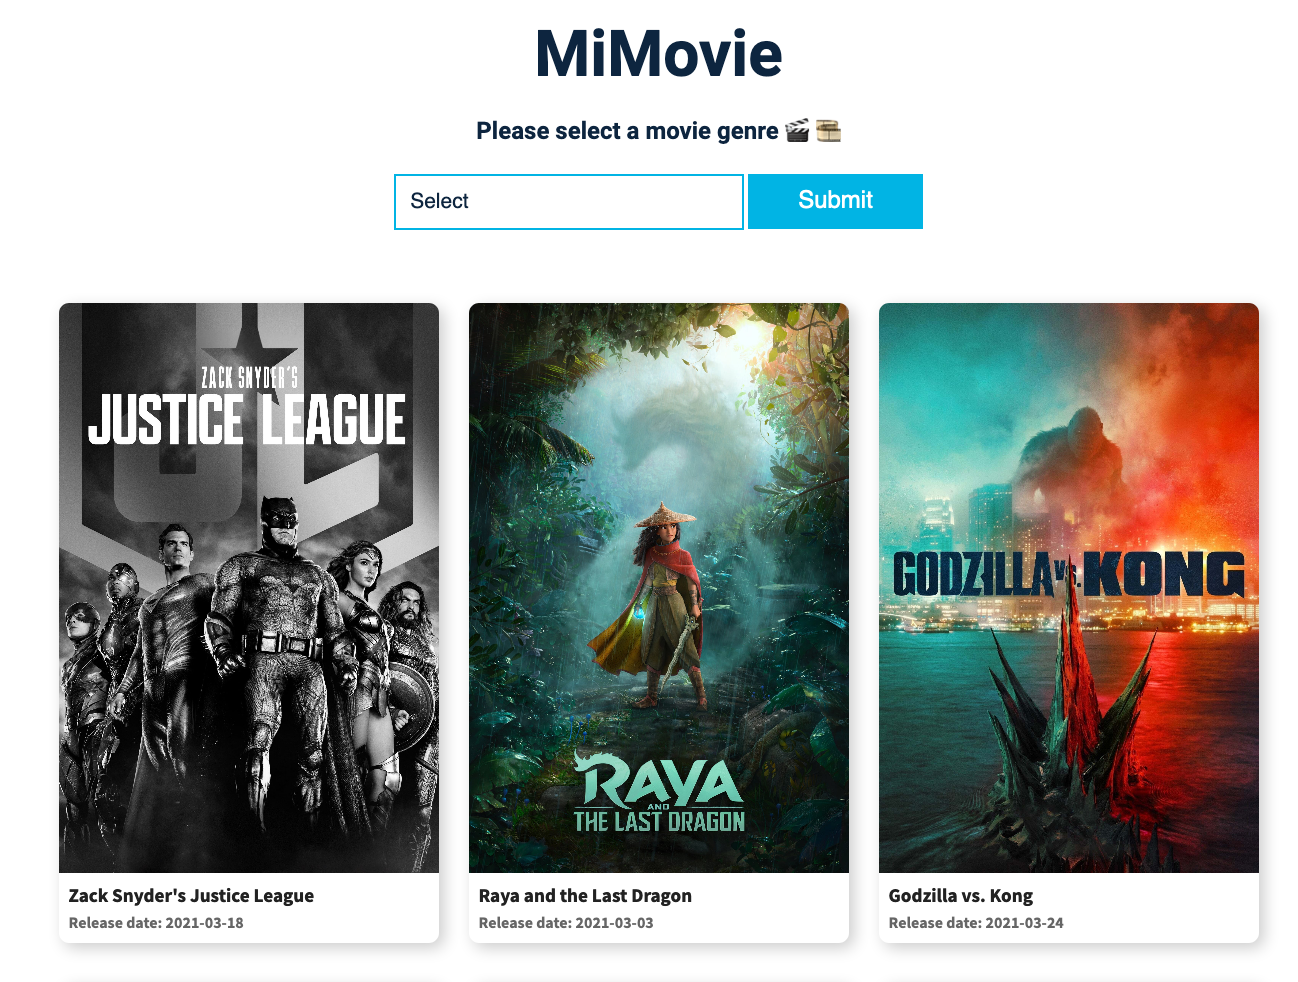 MiMovie
Please select a movie genre 🎬 🎞️
Select
Submit
ZACK SNYDER'S
JUSTICE LEAGUE
RAYA
AND
THE LAST DRAGON
GODZILLA VS. KONG
Zack Snyder's Justice League
Release date: 2021-03-18
Raya and the Last Dragon
Release date: 2021-03-03
Godzilla vs. Kong
Release date: 2021-03-24